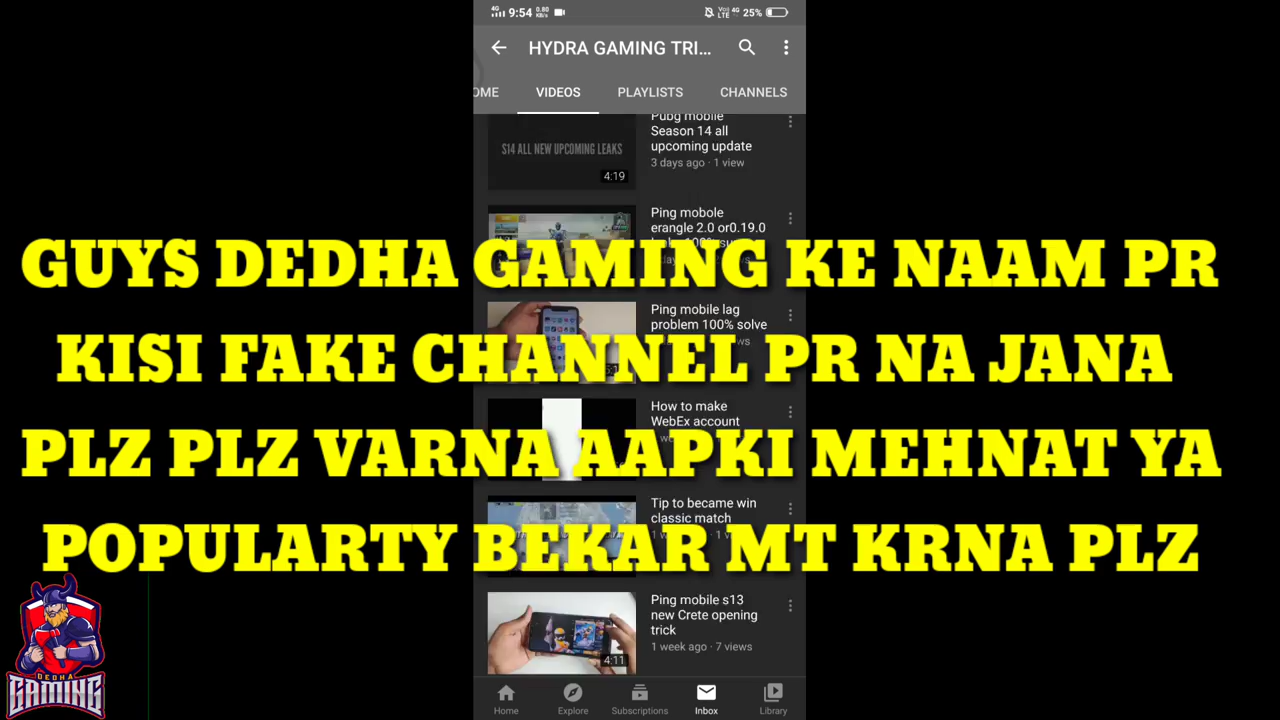 9:54
0.80
KB/s
4G
25%
HYDRA GAMING TRI...
OME VIDEOS PLAYLISTS CHANNELS
Pubg mobile
Season 14 all
upcoming update
3 days ago · 1 view
S14 ALL NEW UPCOMING LEAKS
4:19
Ping mobole
erangle 2.0 or0.19.0
GUYS DEDHA GAMING KE NAAM PR
Ping mobile lag
problem 100% solve
KISI FAKE CHANNEL PR NA JANA
How to make
WebEx account
PLZ PLZ VARNA AAPKI MEHNAT YA
Tip to became win
classic match
POPULARTY BEKAR MT KRNA PLZ
Ping mobile s13
new Crete opening
trick
1 week ago · 7 views
4:11
DEDHA
GAMING
Home Explore Subscriptions Inbox Library